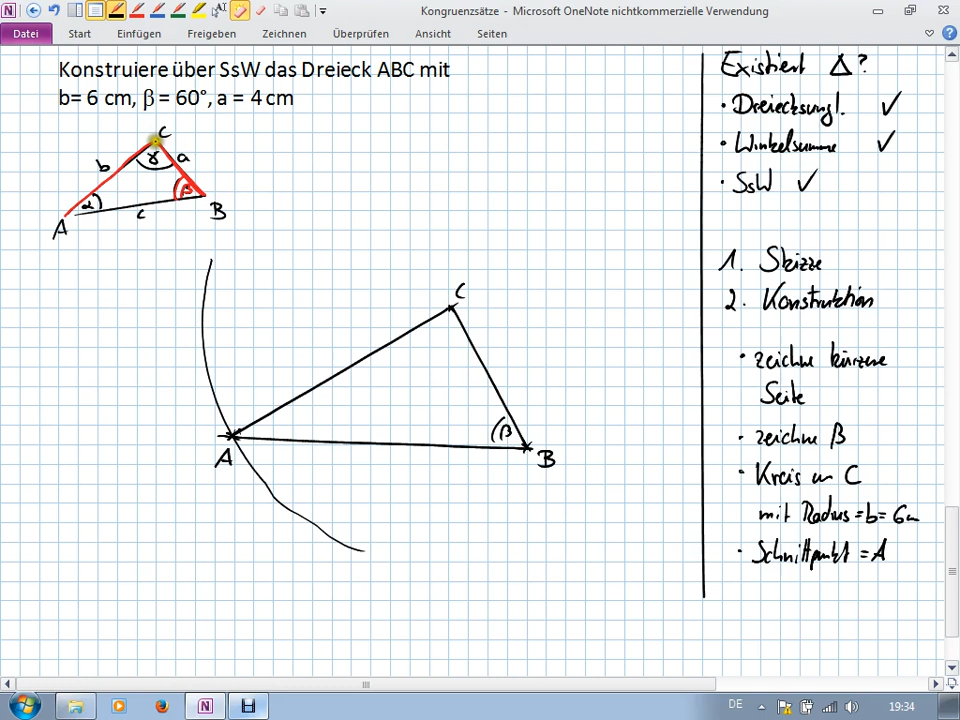 Kongruenzsätze - Microsoft OneNote nichtkommerzielle Verwendung
Datei Start Einfügen Freigeben Zeichnen Überprüfen Ansicht Seiten
Konstruiere über SsW das Dreieck ABC mit
b= 6 cm, β = 60°, a = 4 cm
C
b γ a
α β
c B
A
C
β
A B
Existiert Δ?
• Dreiecksungl. ✓
• Winkelsumme ✓
• SsW ✓
1. Skizze
2. Konstruktion
• zeichne kürzere
Seite
• zeichne β
• Kreis um C
mit Radius = b = 6cm
• Schnittpunkt = A
DE 19:34